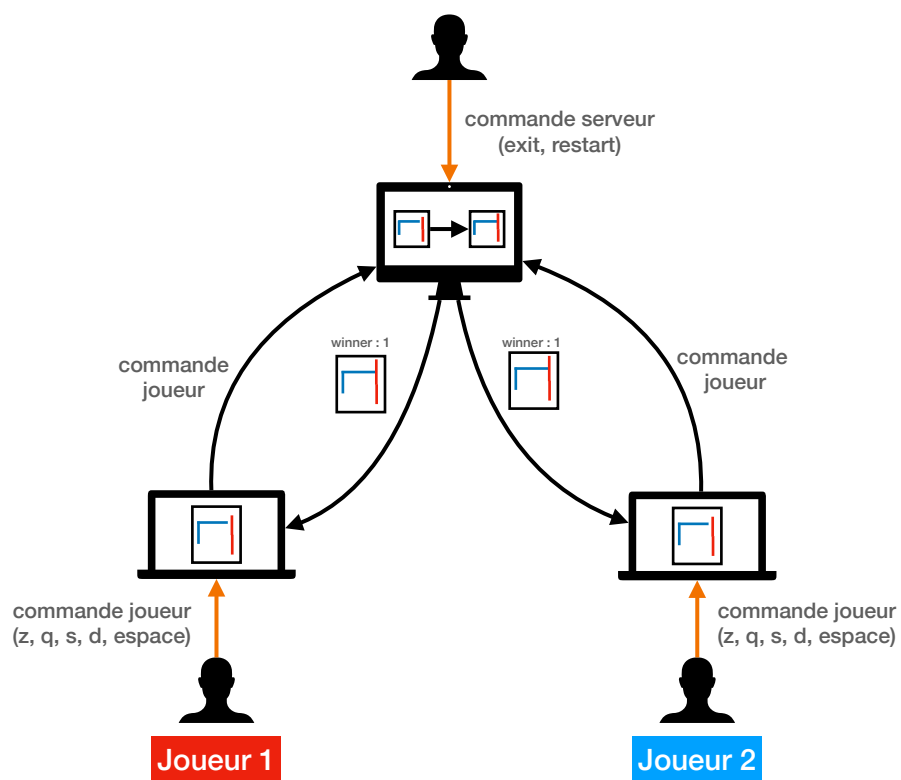 commande serveur
(exit, restart)
winner : 1
winner : 1
commande
joueur
commande
joueur
commande joueur
(z, q, s, d, espace)
commande joueur
(z, q, s, d, espace)
Joueur 1
Joueur 2